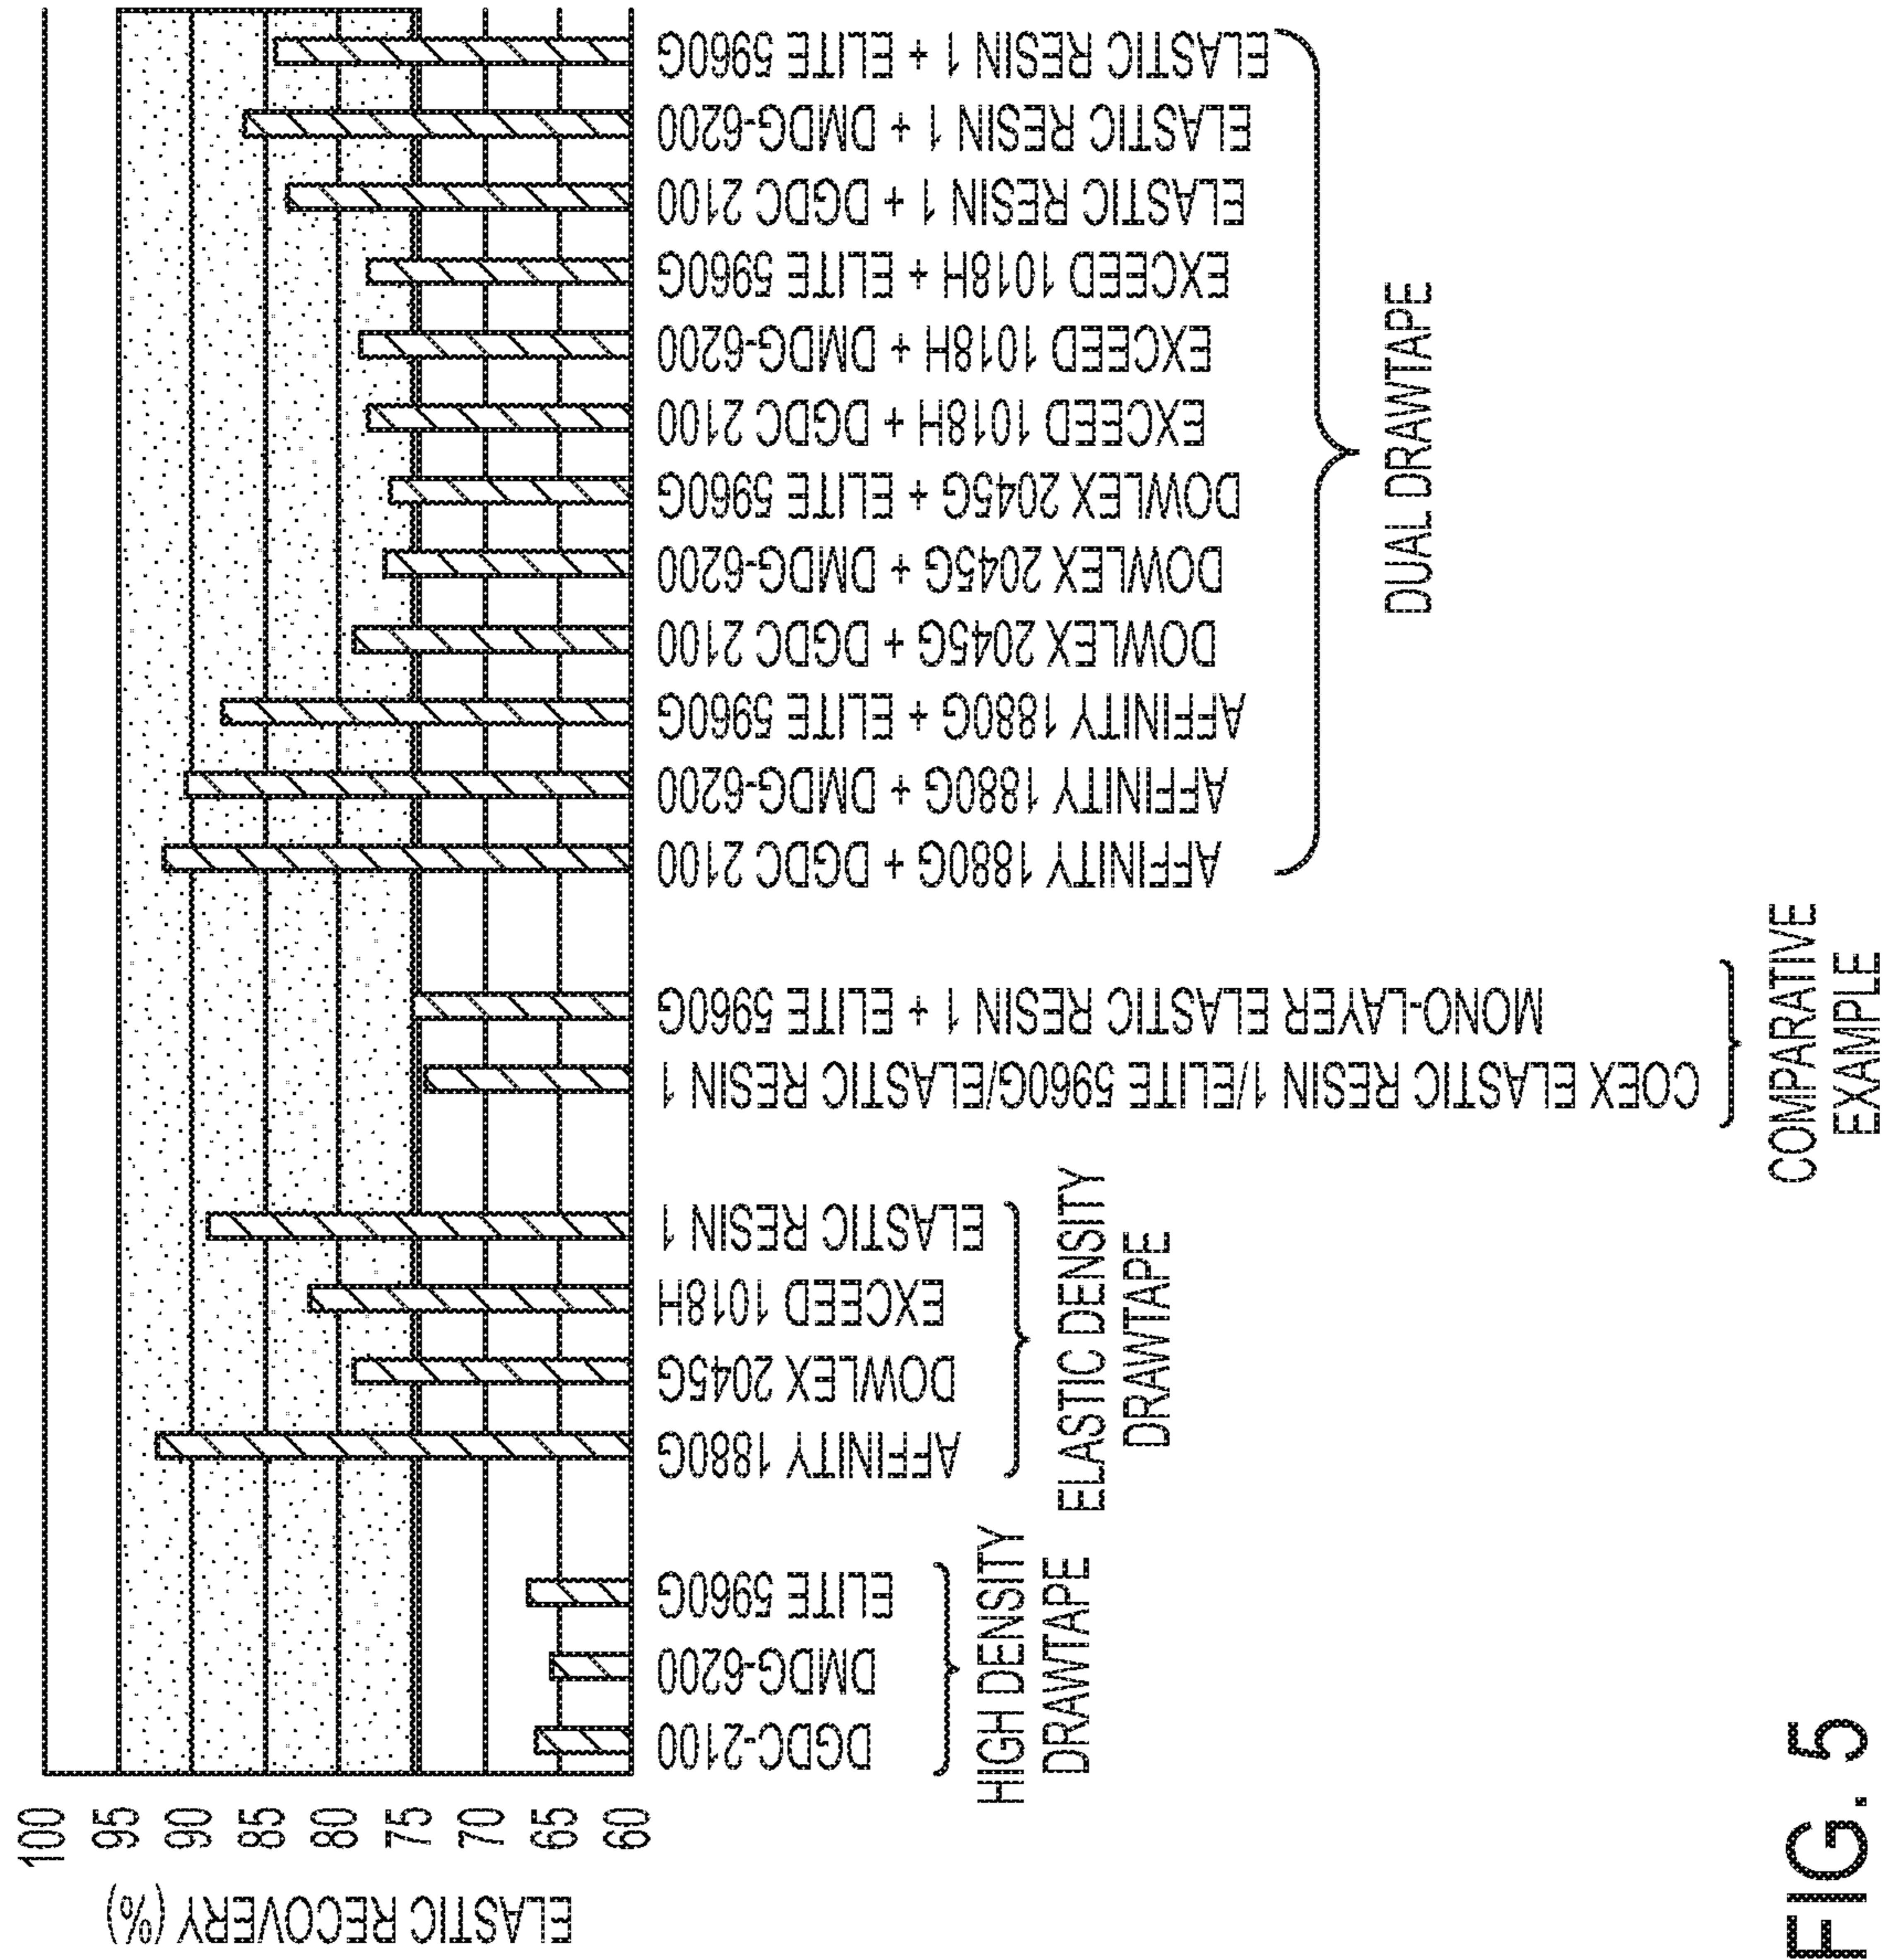 ELASTIC RECOVERY (%)
100
95
90
85
80
75
70
65
60
DGDC-2100
DMDG-6200
ELITE 5960G
HIGH DENSITY
DRAWTAPE
AFFINITY 1880G
DOWLEX 2045G
EXCEED 1018H
ELASTIC RESIN 1
ELASTIC DENSITY
DRAWTAPE
COEX ELASTIC RESIN 1/ELITE 5960G/ELASTIC RESIN 1
MONO-LAYER ELASTIC RESIN 1 + ELITE 5960G
COMPARATIVE
EXAMPLE
AFFINITY 1880G + DGDC 2100
AFFINITY 1880G + DMDG-6200
AFFINITY 1880G + ELITE 5960G
DOWLEX 2045G + DGDC 2100
DOWLEX 2045G + DMDG-6200
DOWLEX 2045G + ELITE 5960G
EXCEED 1018H + DGDC 2100
EXCEED 1018H + DMDG-6200
EXCEED 1018H + ELITE 5960G
ELASTIC RESIN 1 + DGDC 2100
ELASTIC RESIN 1 + DMDG-6200
ELASTIC RESIN 1 + ELITE 5960G
DUAL DRAWTAPE
FIG. 5